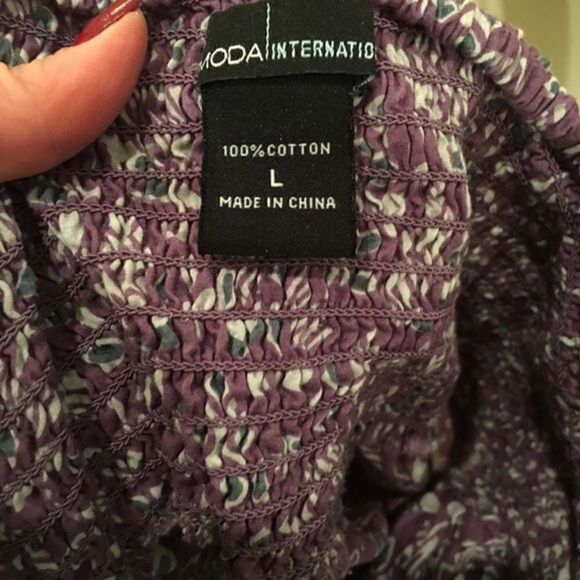 MODA INTERNATIO
100% COTTON
L
MADE IN CHINA